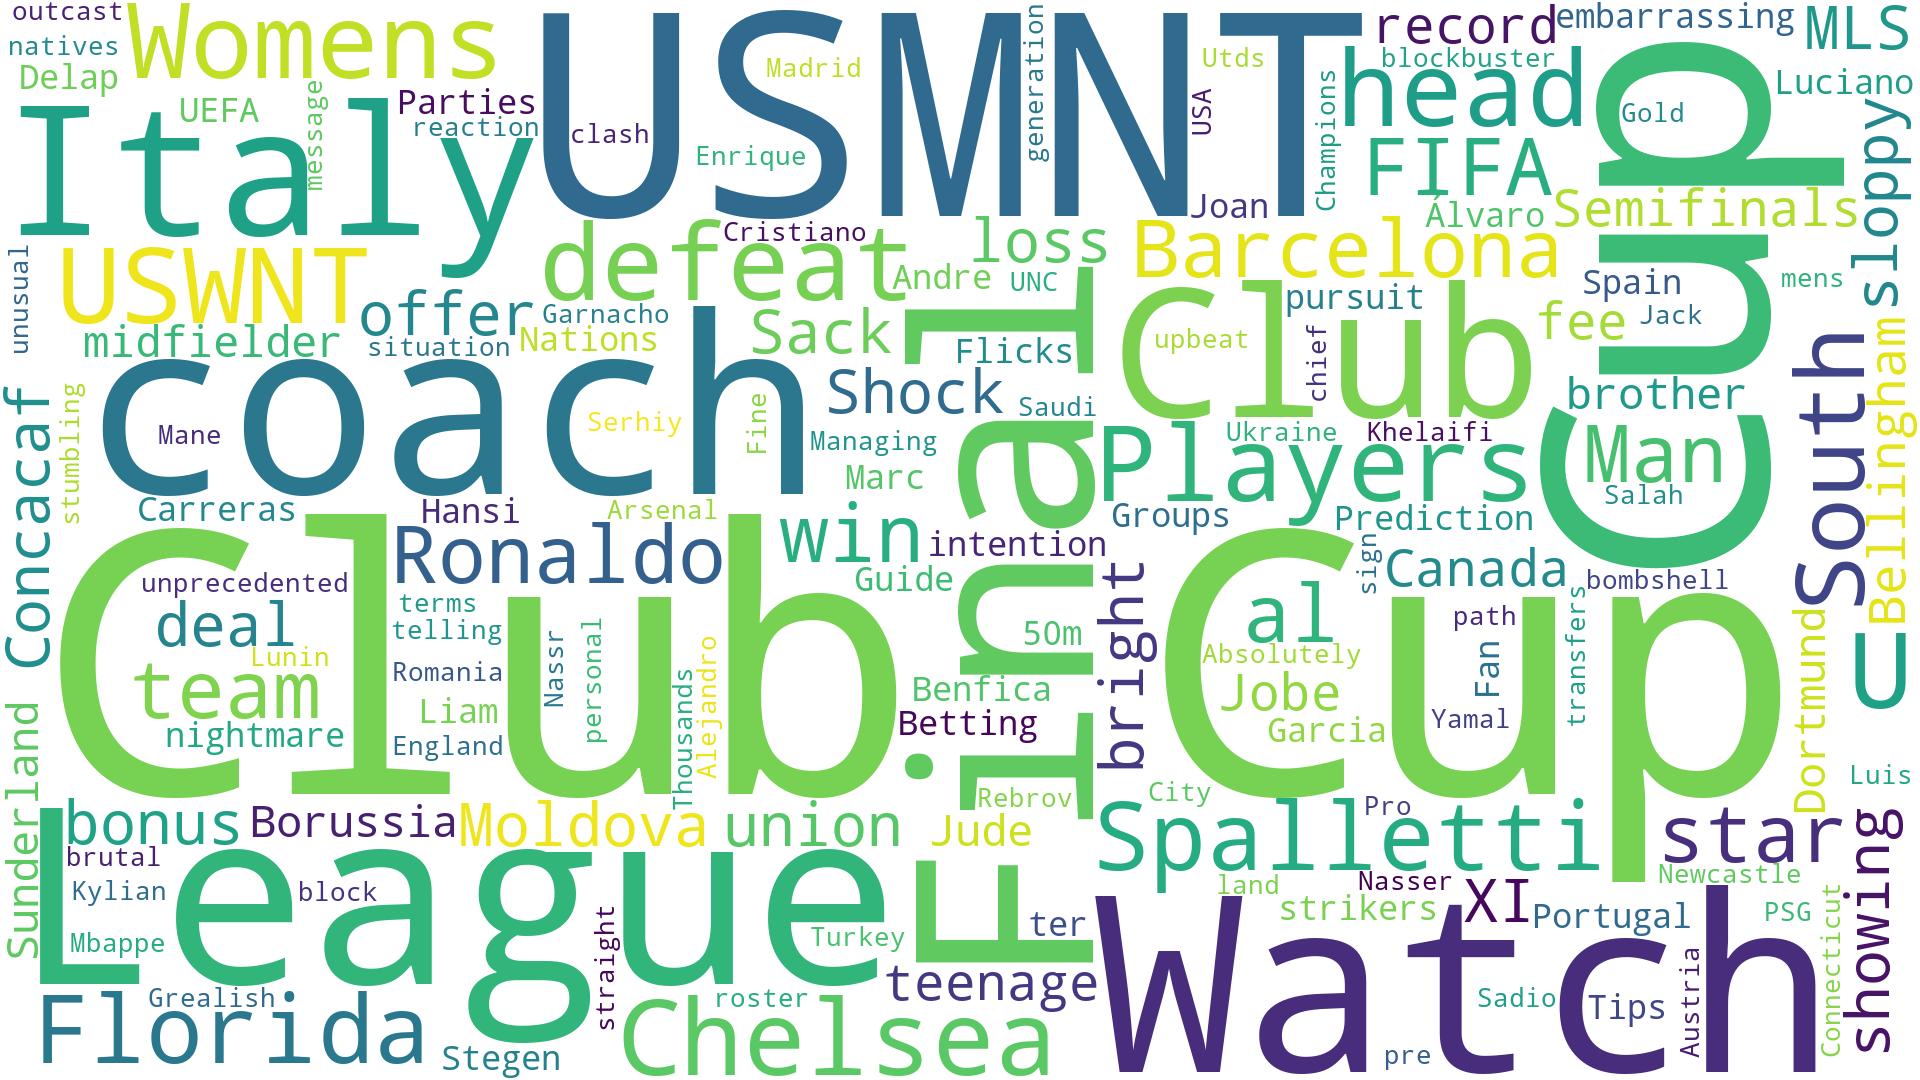 outcast
Womens
USMNT
record
embarrassing
MLS
natives
Delap
UEFA
message
Parties
reaction
clash
Madrid
Enrique
generation
Utds
USA
Champions
blockbuster
head
Cup
Gold
Luciano
Italy
FIFA
Joan
Álvaro
Semifinals
sloppy
unusual
USWNT
defeat
Cristiano
loss
Andre
UNC
Barcelona
Spain
mens
midfielder
offer
Garnacho
situation
Nations
Sack
Flicks
Final
Club
upbeat
pursuit
chief
fee
Jack
South
Bellingham
Concacaf
stumbling
coach
Mane
Serhiy
Fine
Shock
Saudi
Managing
Marc
Players
Ukraine
Khelaifi
brother
Man
Salah
Carreras
Hansi
Arsenal
Ronaldo
win
intention
Guide
Groups
Prediction
sign
Canada
bombshell
Club
unprecedented
deal
Lunin
team
nightmare
terms
telling
Romania
Liam
England
Nassr
personal
Thousands
Alejandro
50m
Benfica
Betting
bright
al
Absolutely
Jobe
Garcia
Cup
path
Fan
Yamal
transfers
Dortmund
U
Luis
Sunderland
bonus
Borussia
Moldova
union
Jude
Rebrov
City
Pro
Spalletti
star
showing
League
brutal
Kylian
block
Mbappe
straight
Turkey
ter
land
strikers
Nasser
XI
Portugal
Newcastle
PSG
Connecticut
Florida
Grealish
Stegen
Chelsea
roster
teenage
Watch
pre
Sadio
Tips
Austria